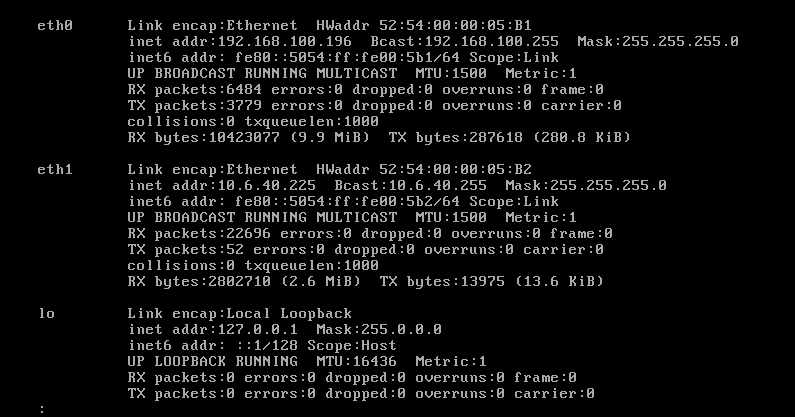 eth0      Link encap:Ethernet  HWaddr 52:54:00:00:05:B1
          inet addr:192.168.100.196  Bcast:192.168.100.255  Mask:255.255.255.0
          inet6 addr: fe80::5054:ff:fe00:5b1/64 Scope:Link
          UP BROADCAST RUNNING MULTICAST  MTU:1500  Metric:1
          RX packets:6484 errors:0 dropped:0 overruns:0 frame:0
          TX packets:3779 errors:0 dropped:0 overruns:0 carrier:0
          collisions:0 txqueuelen:1000
          RX bytes:10423077 (9.9 MiB)  TX bytes:287618 (280.8 KiB)

eth1      Link encap:Ethernet  HWaddr 52:54:00:00:05:B2
          inet addr:10.6.40.225  Bcast:10.6.40.255  Mask:255.255.255.0
          inet6 addr: fe80::5054:ff:fe00:5b2/64 Scope:Link
          UP BROADCAST RUNNING MULTICAST  MTU:1500  Metric:1
          RX packets:22696 errors:0 dropped:0 overruns:0 frame:0
          TX packets:52 errors:0 dropped:0 overruns:0 carrier:0
          collisions:0 txqueuelen:1000
          RX bytes:2802710 (2.6 MiB)  TX bytes:13975 (13.6 KiB)

lo        Link encap:Local Loopback
          inet addr:127.0.0.1  Mask:255.0.0.0
          inet6 addr: ::1/128 Scope:Host
          UP LOOPBACK RUNNING  MTU:16436  Metric:1
          RX packets:0 errors:0 dropped:0 overruns:0 frame:0
          TX packets:0 errors:0 dropped:0 overruns:0 carrier:0
: